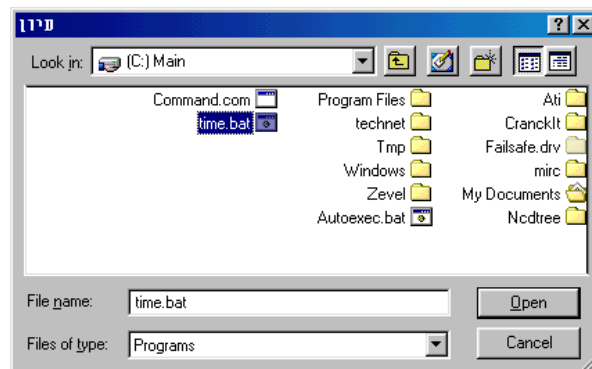 עיון
Look in: (C:) Main
Ati
CranckIt
Failsafe.drv
mirc
My Documents
Ncdtree
Program Files
technet
Tmp
Windows
Zevel
Autoexec.bat
Command.com
time.bat
File name: time.bat
Open
Files of type: Programs
Cancel